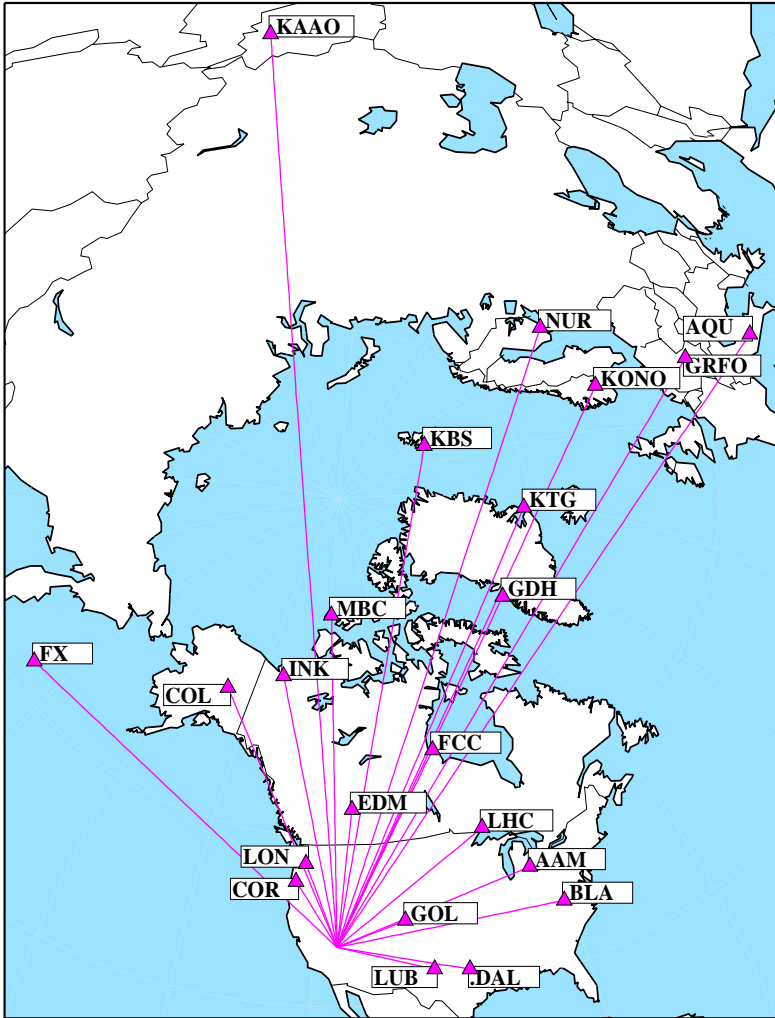 KAAO
NUR
AQU
GRFO
KONO
KBS
KTG
GDH
MBC
FX
INK
COL
FCC
EDM
LHC
LON
AAM
COR
BLA
GOL
LUB
.DAL